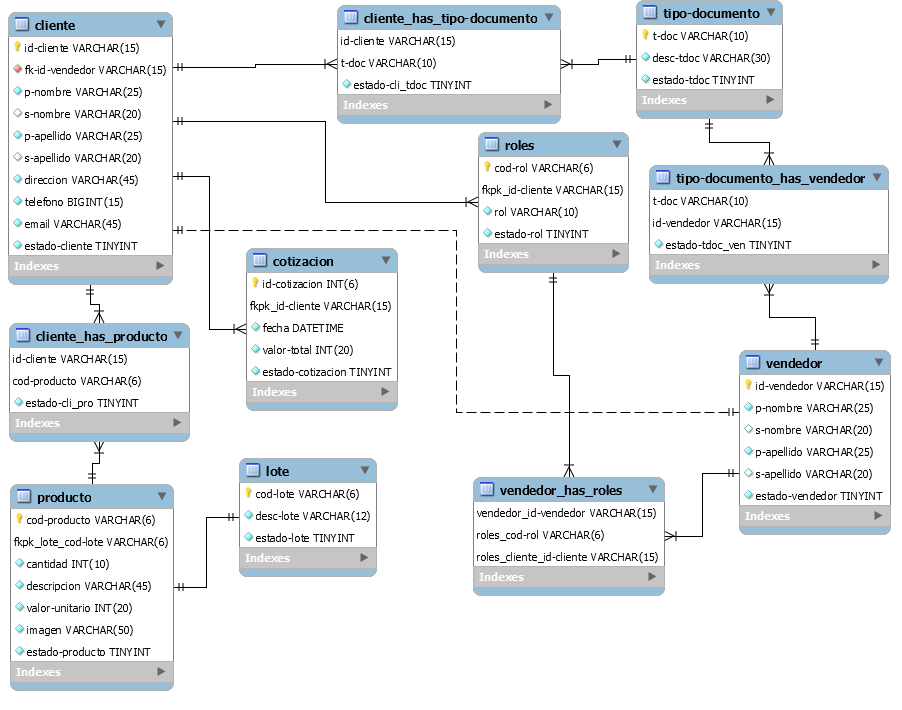 cliente
id-cliente VARCHAR(15)
fk-id-vendedor VARCHAR(15)
p-nombre VARCHAR(25)
s-nombre VARCHAR(20)
p-apellido VARCHAR(25)
s-apellido VARCHAR(20)
direccion VARCHAR(45)
telefono BIGINT(15)
email VARCHAR(45)
estado-cliente TINYINT
Indexes
cliente_has_tipo-documento
id-cliente VARCHAR(15)
t-doc VARCHAR(10)
estado-cli_tdoc TINYINT
Indexes
tipo-documento
t-doc VARCHAR(10)
desc-tdoc VARCHAR(30)
estado-tdoc TINYINT
Indexes
roles
cod-rol VARCHAR(6)
fkpk_id-cliente VARCHAR(15)
rol VARCHAR(10)
estado-rol TINYINT
Indexes
tipo-documento_has_vendedor
t-doc VARCHAR(10)
id-vendedor VARCHAR(15)
estado-tdoc_ven TINYINT
Indexes
cotizacion
id-cotizacion INT(6)
fkpk_id-cliente VARCHAR(15)
fecha DATETIME
valor-total INT(20)
estado-cotizacion TINYINT
Indexes
cliente_has_producto
id-cliente VARCHAR(15)
cod-producto VARCHAR(6)
estado-cli_pro TINYINT
Indexes
vendedor
id-vendedor VARCHAR(15)
p-nombre VARCHAR(25)
s-nombre VARCHAR(20)
p-apellido VARCHAR(25)
s-apellido VARCHAR(20)
estado-vendedor TINYINT
Indexes
producto
cod-producto VARCHAR(6)
fkpk_lote_cod-lote VARCHAR(6)
cantidad INT(10)
descripcion VARCHAR(45)
valor-unitario INT(20)
imagen VARCHAR(50)
estado-producto TINYINT
Indexes
lote
cod-lote VARCHAR(6)
desc-lote VARCHAR(12)
estado-lote TINYINT
Indexes
vendedor_has_roles
vendedor_id-vendedor VARCHAR(15)
roles_cod-rol VARCHAR(6)
roles_cliente_id-cliente VARCHAR(15)
Indexes